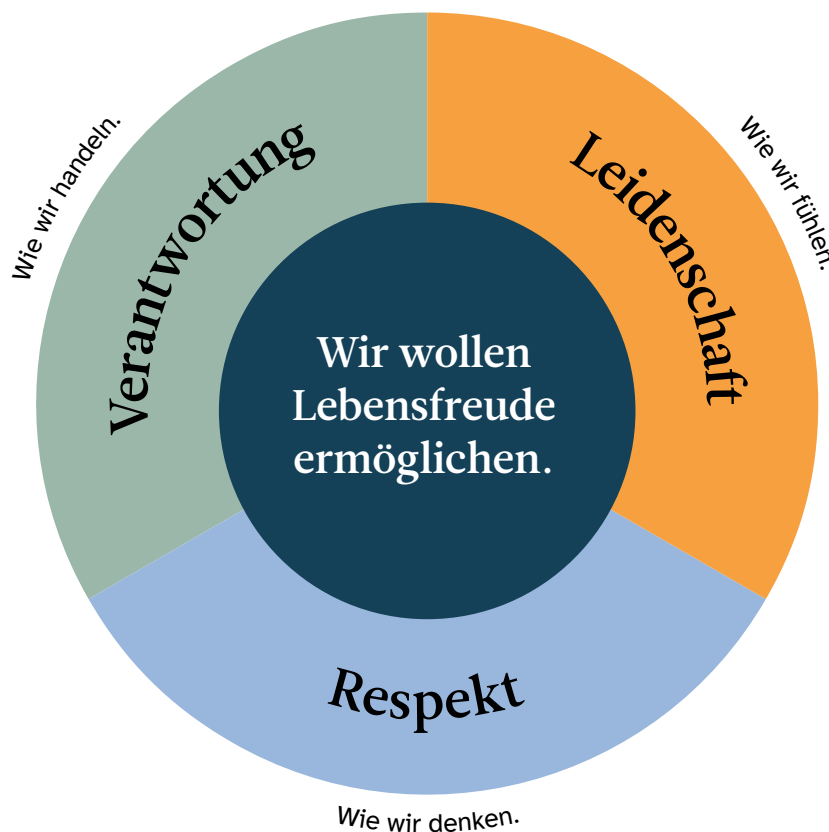 Wie wir handeln.
Verantwortung
Leidenschaft
Wie wir fühlen.
Wir wollen
Lebensfreude
ermöglichen.
Respekt
Wie wir denken.